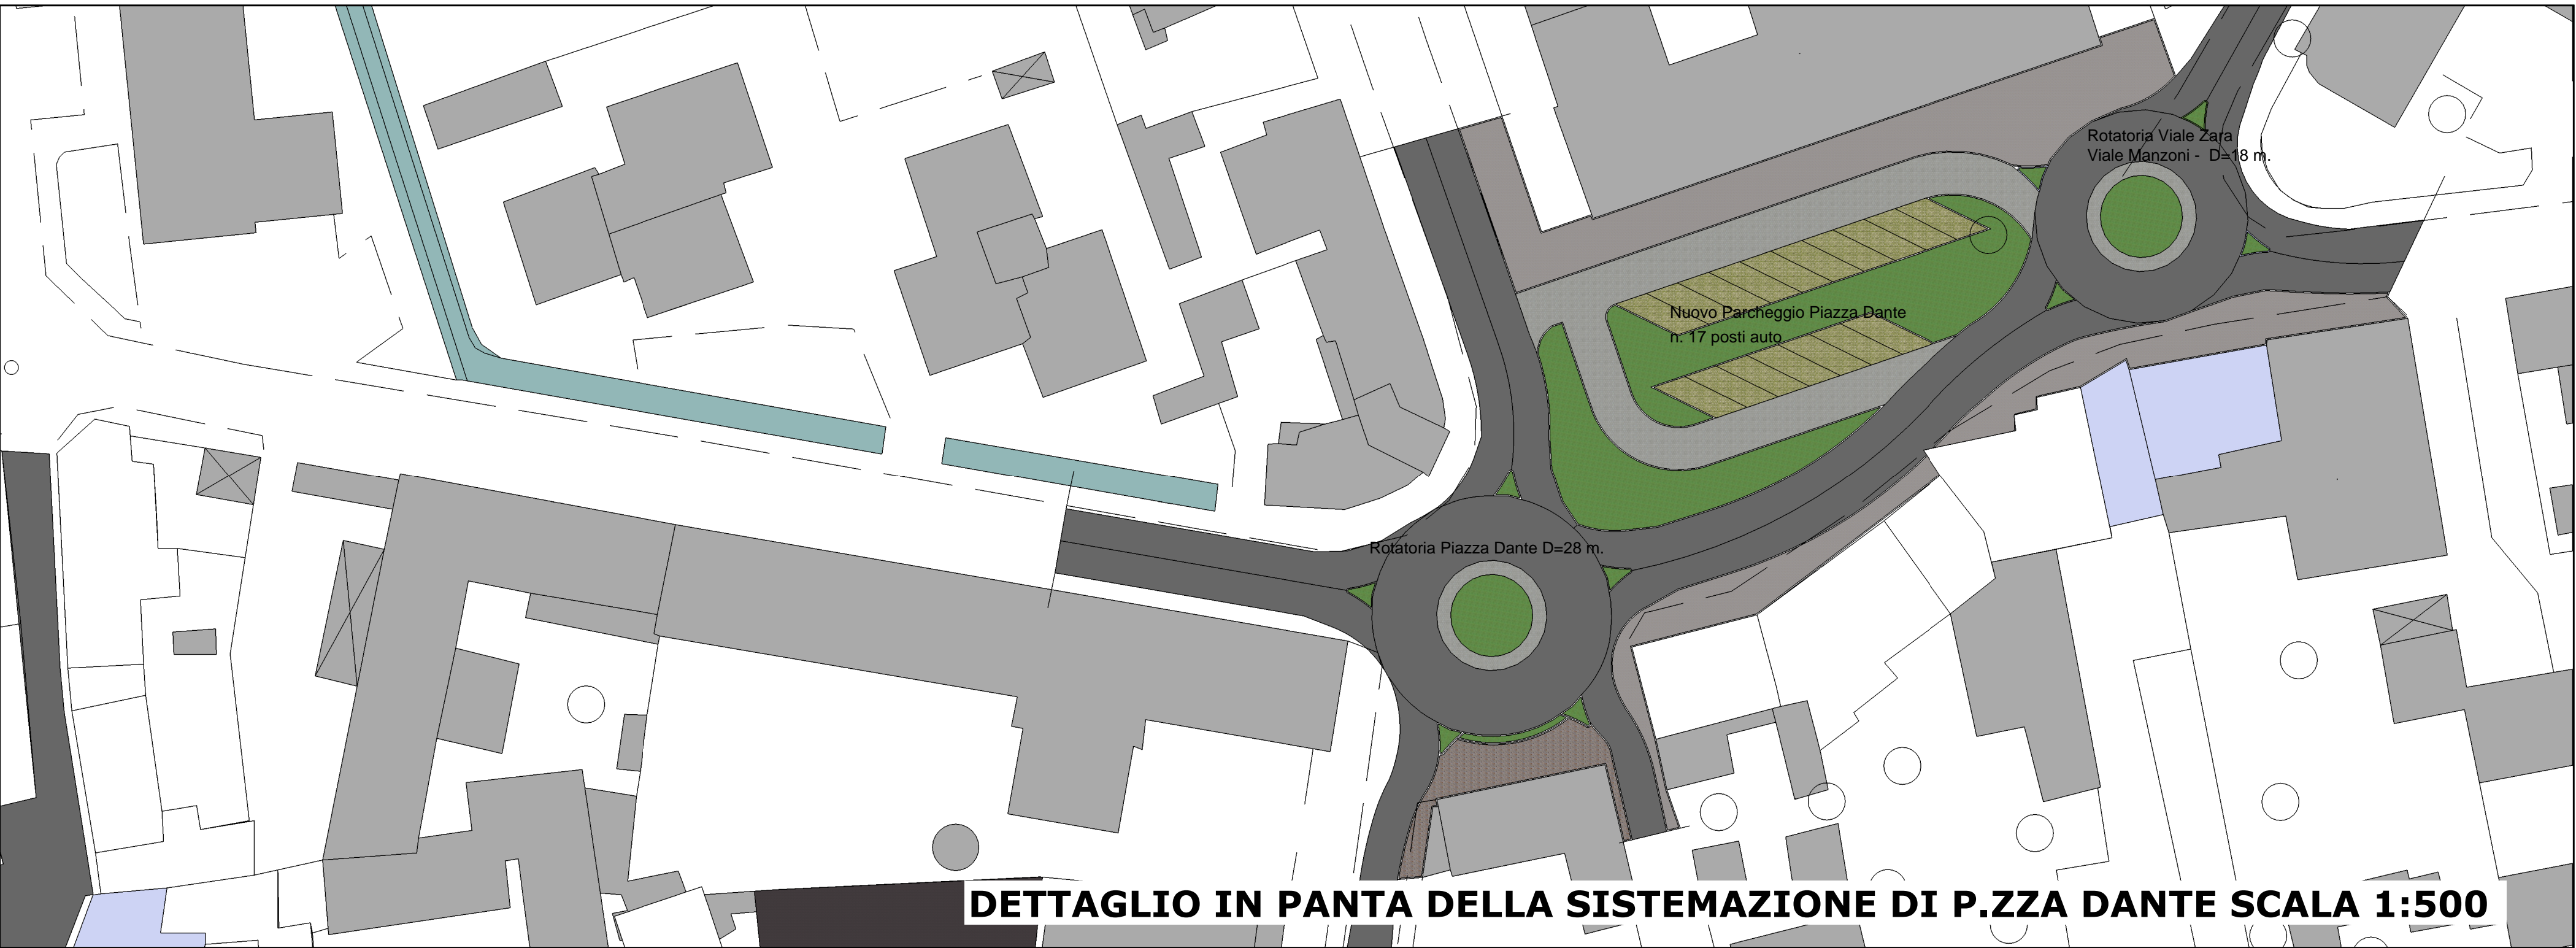 Rotatoria Viale Zara
Viale Manzoni - D=18 m.
Nuovo Parcheggio Piazza Dante
n. 17 posti auto
Rotatoria Piazza Dante D=28 m.
DETTAGLIO IN PANTA DELLA SISTEMAZIONE DI P.ZZA DANTE SCALA 1:500